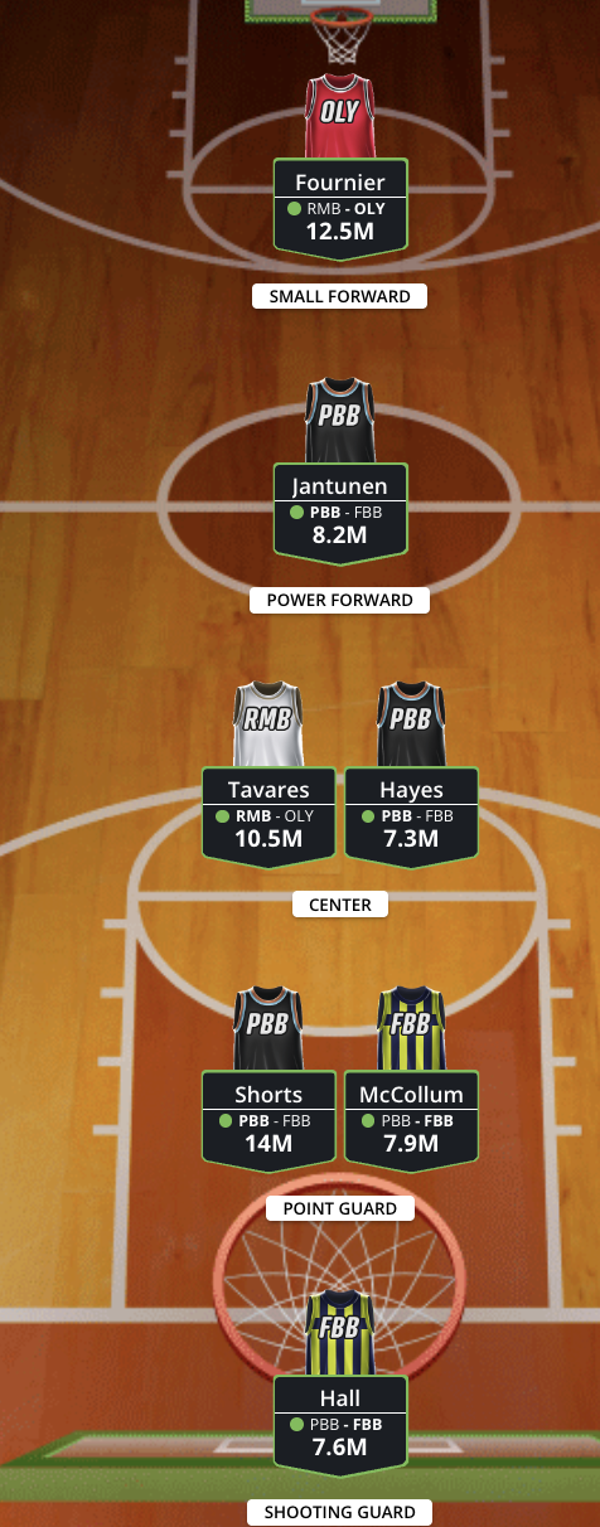 OLY
Fournier
RMB - OLY
12.5M
SMALL FORWARD
PBB
Jantunen
PBB - FBB
8.2M
POWER FORWARD
RMB
Tavares
RMB - OLY
10.5M
PBB
Hayes
PBB - FBB
7.3M
CENTER
PBB
Shorts
PBB - FBB
14M
FBB
McCollum
PBB - FBB
7.9M
POINT GUARD
FBB
Hall
PBB - FBB
7.6M
SHOOTING GUARD